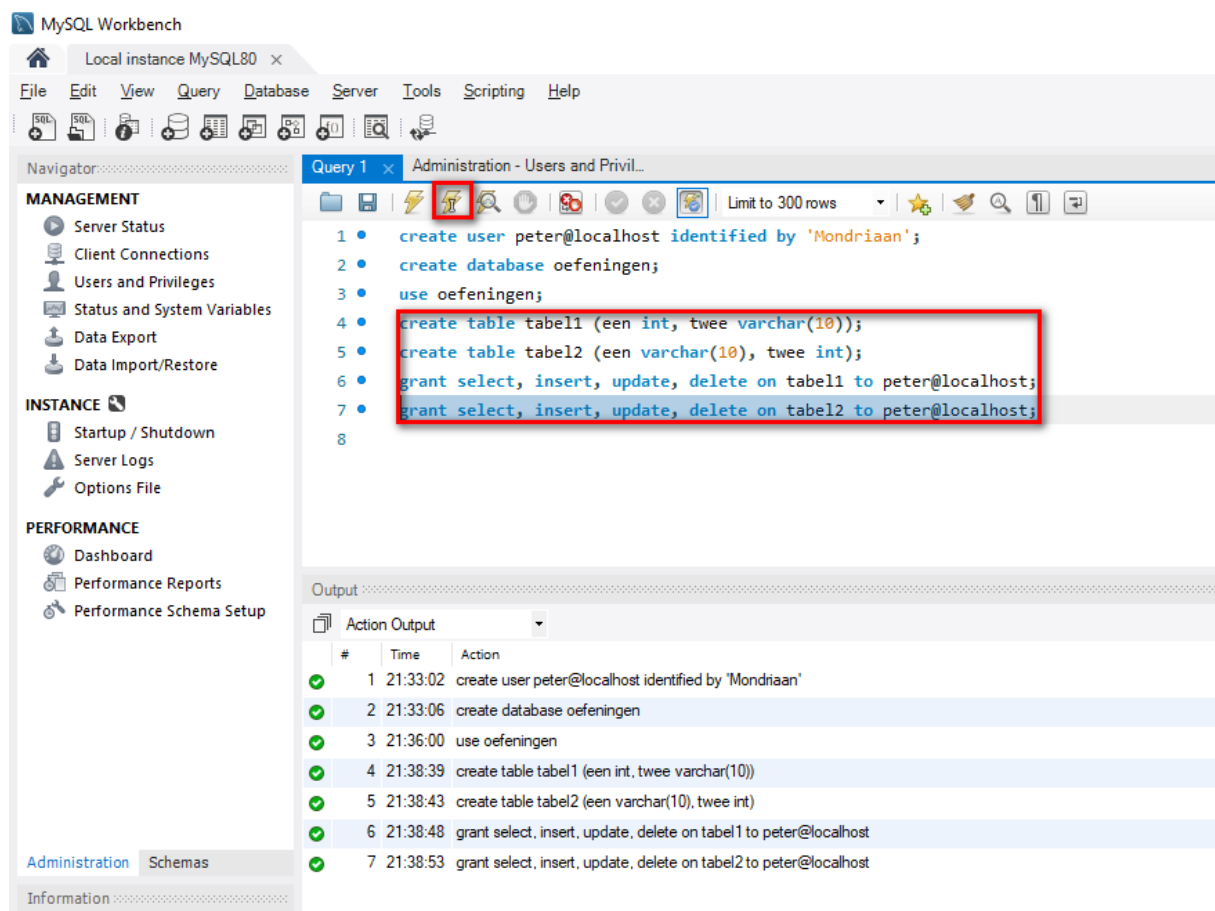 MySQL Workbench
Local instance MySQL80 ×
File Edit View Query Database Server Tools Scripting Help
Navigator
MANAGEMENT
Server Status
Client Connections
Users and Privileges
Status and System Variables
Data Export
Data Import/Restore
INSTANCE
Startup / Shutdown
Server Logs
Options File
PERFORMANCE
Dashboard
Performance Reports
Performance Schema Setup
Administration Schemas
Information
Query 1 × Administration - Users and Privil...
Limit to 300 rows
1 create user peter@localhost identified by 'Mondriaan';
2 create database oefeningen;
3 use oefeningen;
4 create table tabel1 (een int, twee varchar(10));
5 create table tabel2 (een varchar(10), twee int);
6 grant select, insert, update, delete on tabel1 to peter@localhost;
7 grant select, insert, update, delete on tabel2 to peter@localhost;
8
Output
Action Output
# Time Action
1 21:33:02 create user peter@localhost identified by 'Mondriaan'
2 21:33:06 create database oefeningen
3 21:36:00 use oefeningen
4 21:38:39 create table tabel1 (een int, twee varchar(10))
5 21:38:43 create table tabel2 (een varchar(10), twee int)
6 21:38:48 grant select, insert, update, delete on tabel1 to peter@localhost
7 21:38:53 grant select, insert, update, delete on tabel2 to peter@localhost